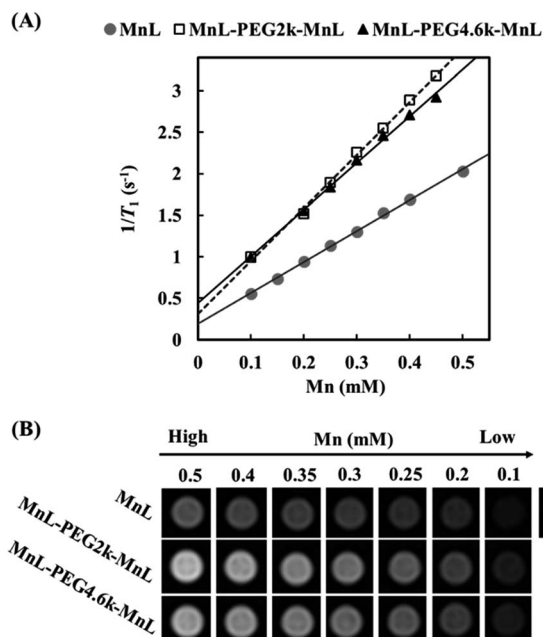 (A)
MnL MnL-PEG2k-MnL MnL-PEG4.6k-MnL
3
2.5
2
1.5
1
0.5
0
1/T1 (s-1)
0 0.1 0.2 0.3 0.4 0.5
Mn (mM)
(B)
High Mn (mM) Low
0.5 0.4 0.35 0.3 0.25 0.2 0.1
MnL
MnL-PEG2k-MnL
MnL-PEG4.6k-MnL